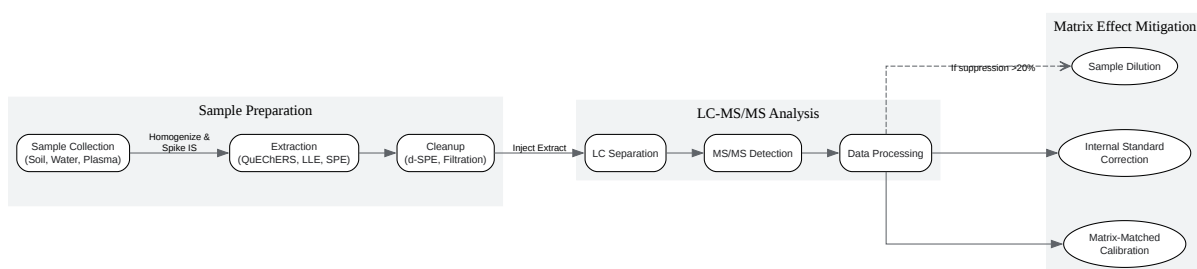 Sample Preparation
Sample Collection
(Soil, Water, Plasma)
Homogenize &
Spike IS
Extraction
(QuEChERS, LLE, SPE)
Cleanup
(d-SPE, Filtration)
Inject Extract
LC-MS/MS Analysis
LC Separation
MS/MS Detection
Data Processing
If suppression >20%
Matrix Effect Mitigation
Sample Dilution
Internal Standard
Correction
Matrix-Matched
Calibration